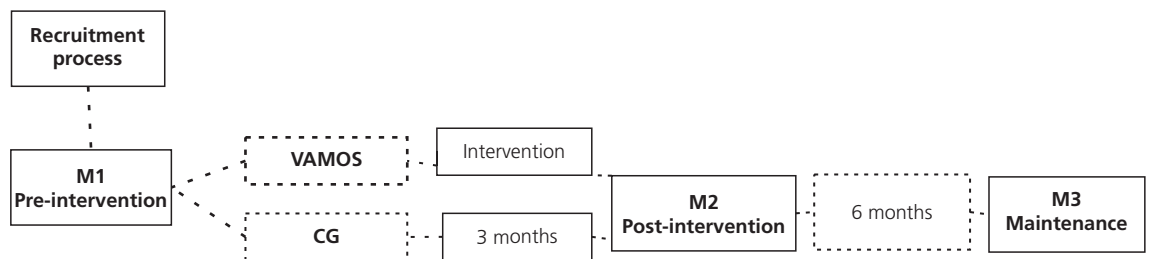 Recruitment
process
M1
Pre-intervention
VAMOS
Intervention
CG
3 months
M2
Post-intervention
6 months
M3
Maintenance